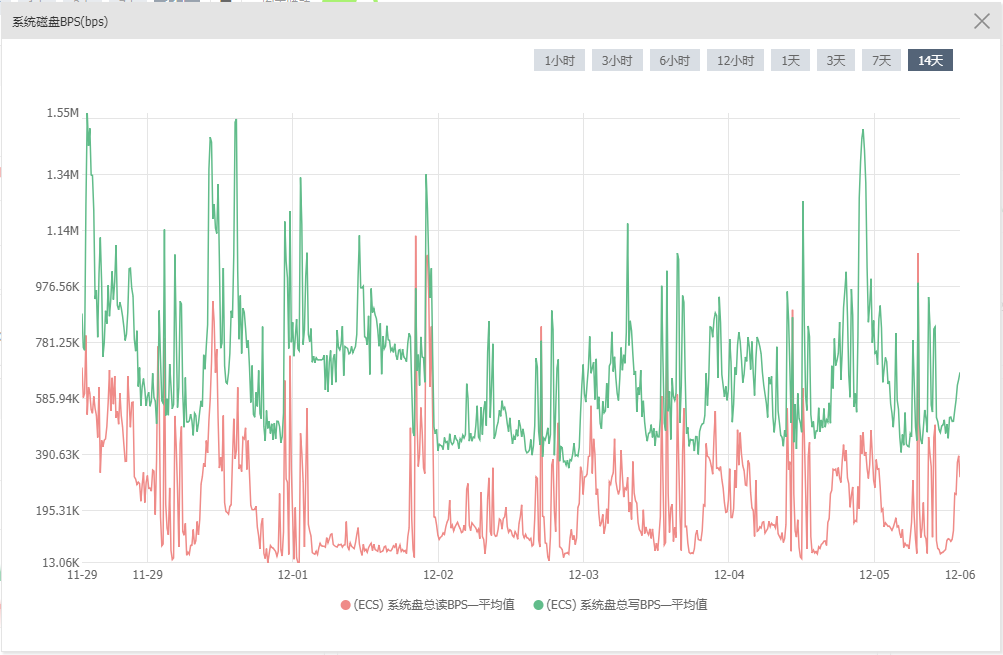 系统磁盘BPS(bps)
1小时 3小时 6小时 12小时 1天 3天 7天 14天
1.55M
1.34M
1.14M
976.56K
781.25K
585.94K
390.63K
195.31K
13.06K
11-29 11-29 12-01 12-02 12-03 12-04 12-05 12-06
(ECS) 系统盘总读BPS—平均值 (ECS) 系统盘总写BPS—平均值